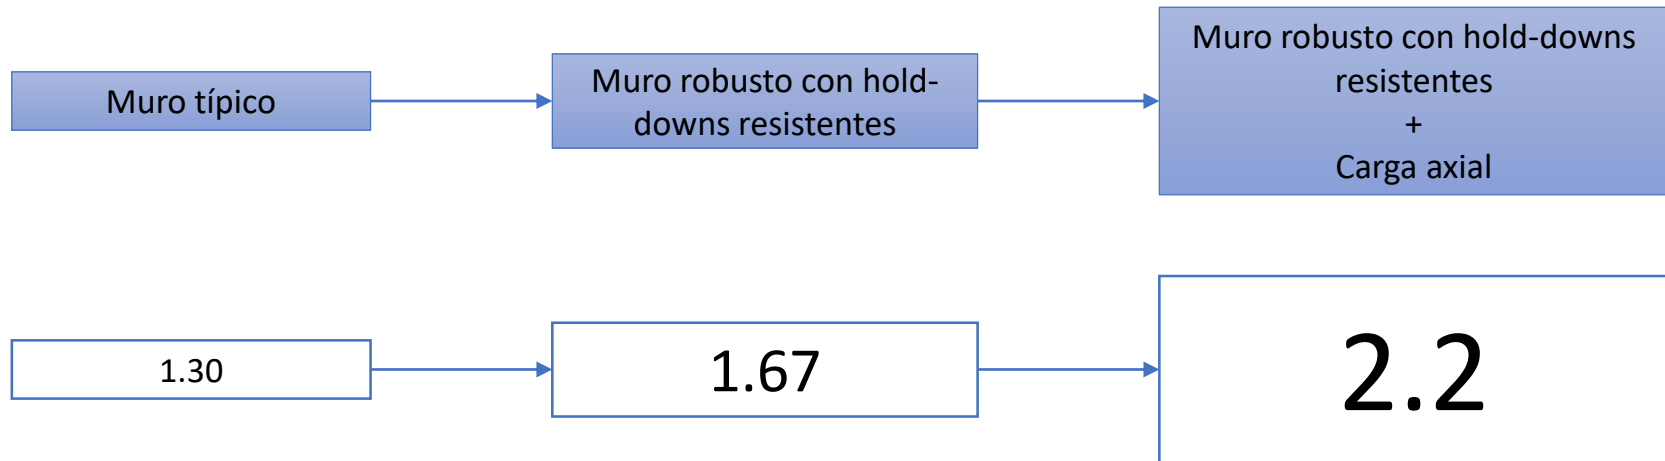 Muro típico
Muro robusto con hold-
downs resistentes
Muro robusto con hold-downs
resistentes
+
Carga axial
1.30
1.67
2.2